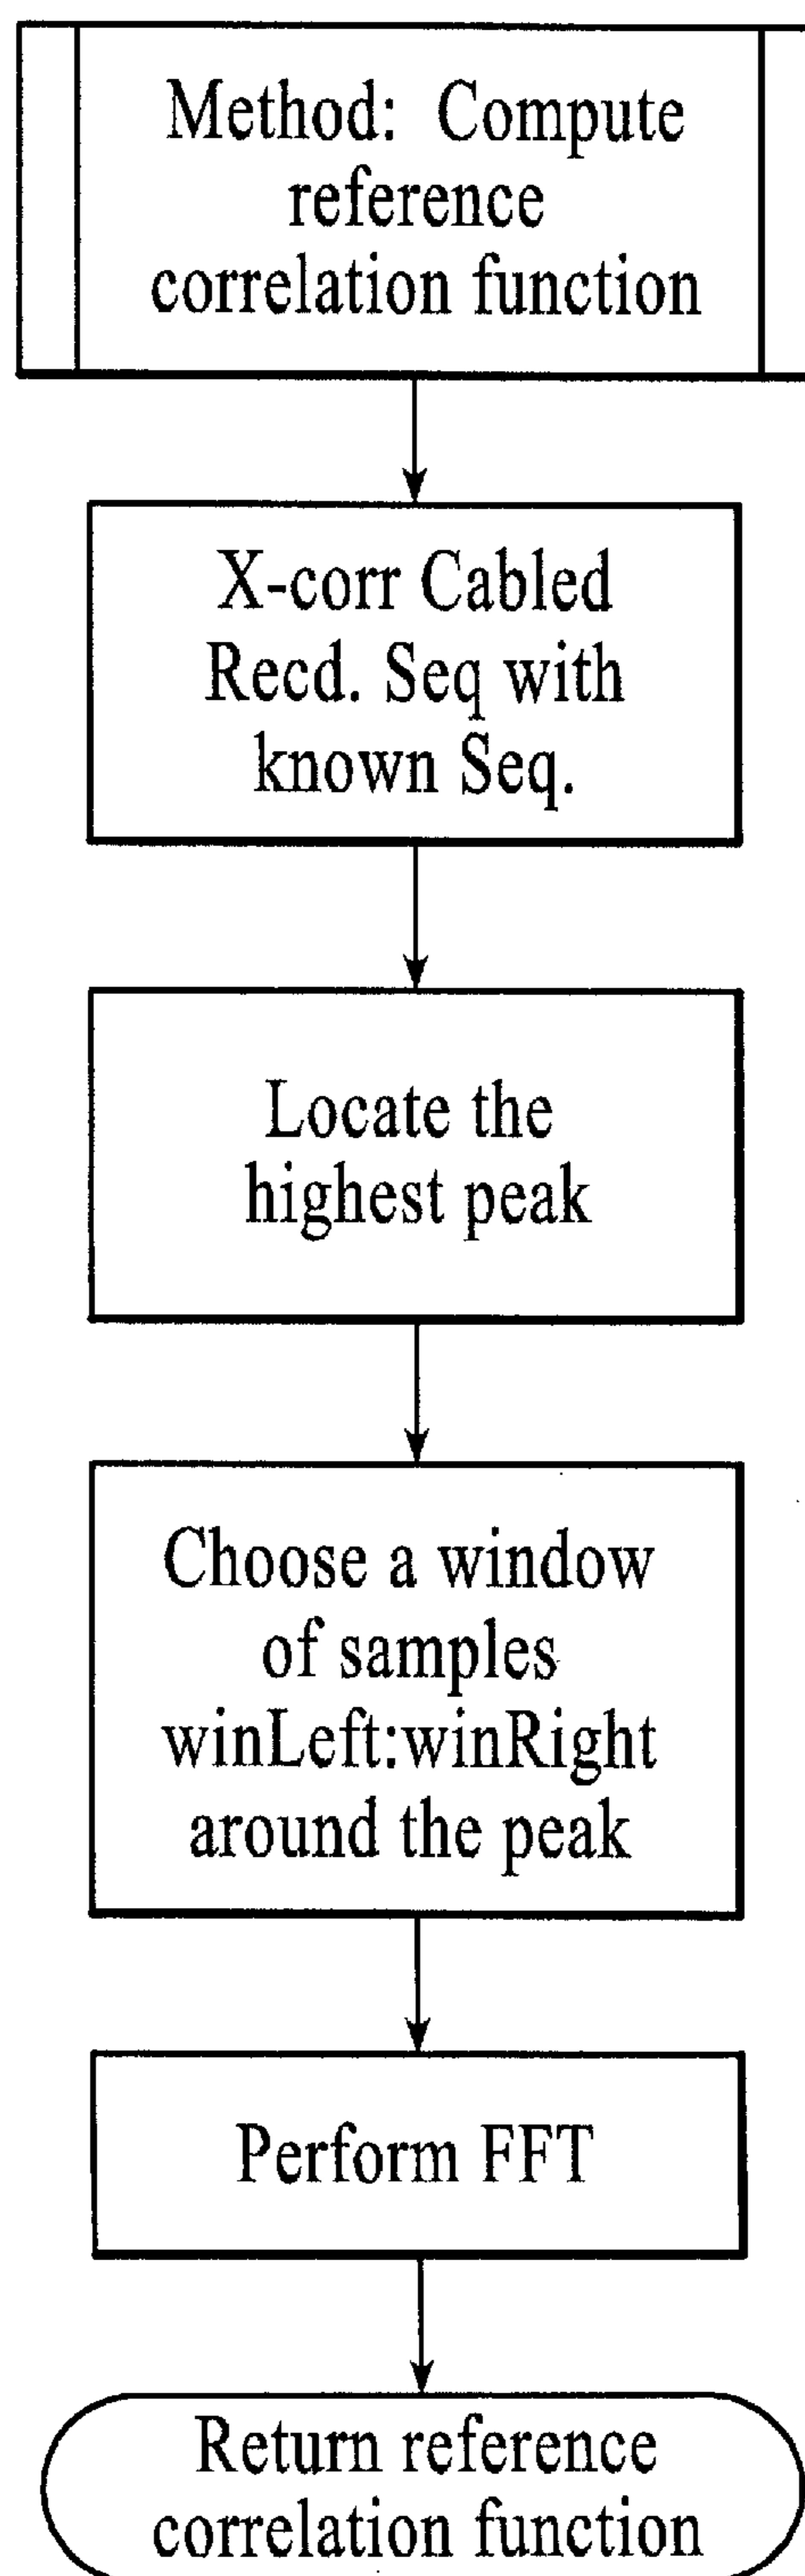 Method: Compute
reference
correlation function
X-corr Cabled
Recd. Seq with
known Seq.
Locate the
highest peak
Choose a window
of samples
winLeft:winRight
around the peak
Perform FFT
Return reference
correlation function